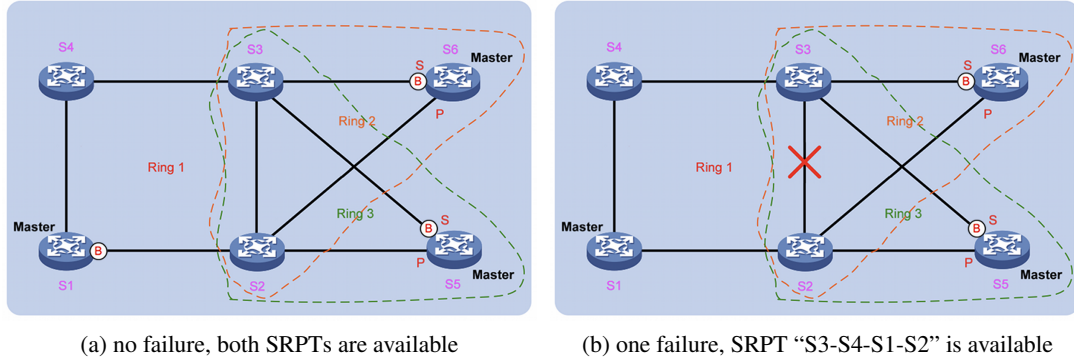 S4
S3
S6
Master
S
B
P
Ring 2
Ring 1
Ring 3
S
B
Master
B
P
Master
S1
S2
S5
S4
S3
S6
Master
S
B
P
Ring 2
Ring 1
Ring 3
S
B
Master
P
Master
S1
S2
S5
(a) no failure, both SRPTs are available
(b) one failure, SRPT “S3-S4-S1-S2” is available